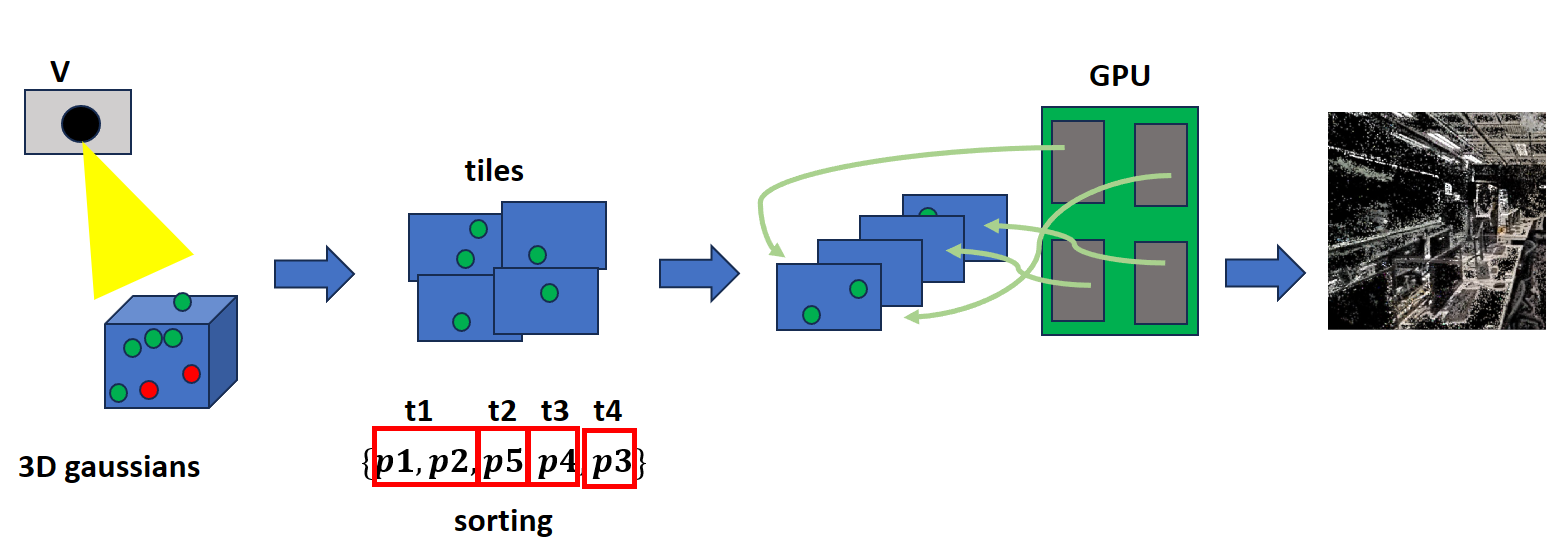 V
3D gaussians
tiles
t1 t2 t3 t4
{p1, p2, p5 p4, p3}
sorting
GPU